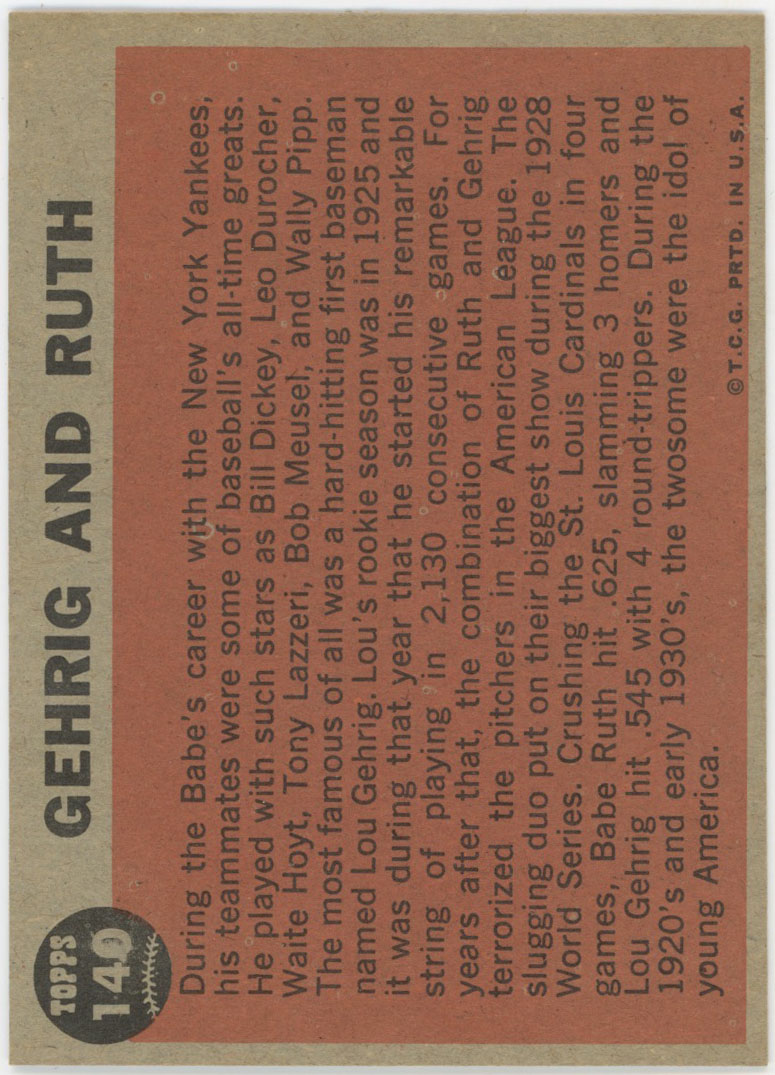 TOPPS
140
GEHRIG AND RUTH
During the Babe's career with the New York Yankees,
his teammates were some of baseball's all-time greats.
He played with such stars as Bill Dickey, Leo Durocher,
Waite Hoyt, Tony Lazzeri, Bob Meusel, and Wally Pipp.
The most famous of all was a hard-hitting first baseman
named Lou Gehrig. Lou's rookie season was in 1925 and
it was during that year that he started his remarkable
string of playing in 2,130 consecutive games. For
years after that, the combination of Ruth and Gehrig
terrorized the pitchers in the American League. The
slugging duo put on their biggest show during the 1928
World Series. Crushing the St. Louis Cardinals in four
games, Babe Ruth hit .625, slamming 3 homers and
Lou Gehrig hit .545 with 4 round-trippers. During the
1920's and early 1930's, the twosome were the idol of
young America.
© T.C.G. PRTD. IN U.S.A.